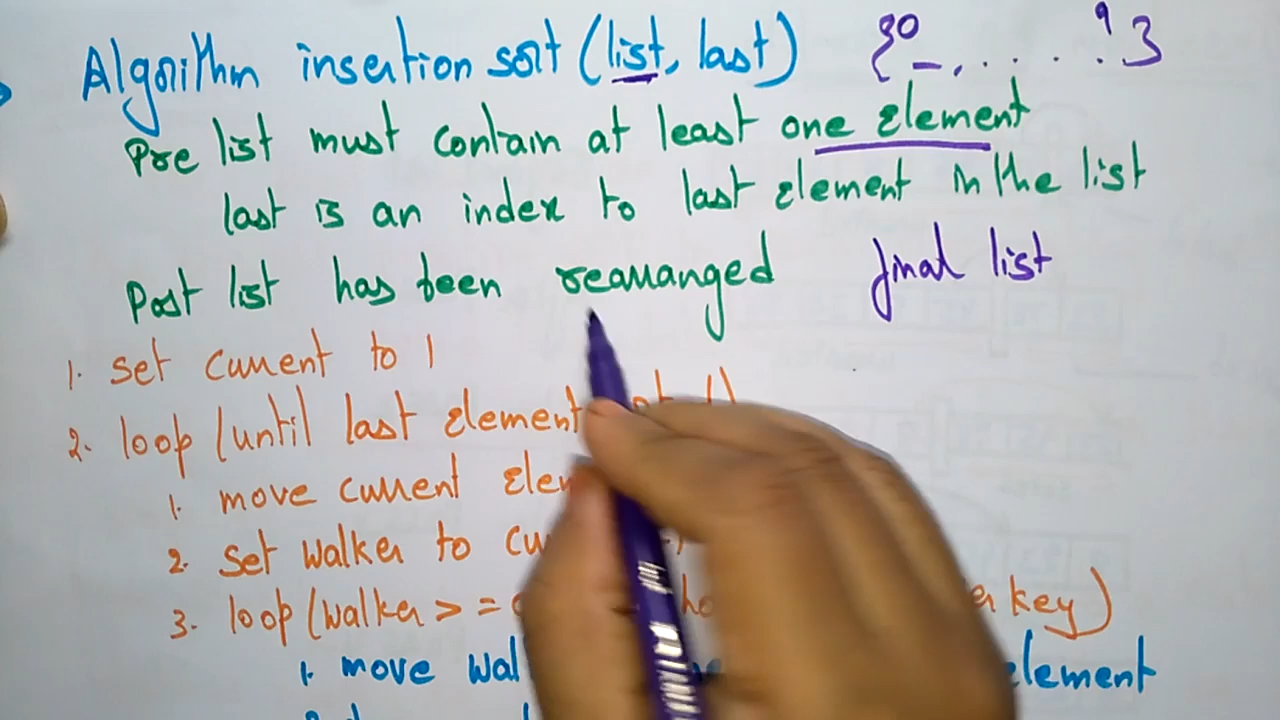 Algorithm insertion sort (list, last) {0 _, . . . . 9}
Pre list must contain at least one element
last is an index to last element in the list
Post list has been rearranged final list
1. set current to 1
2. loop (until last element
1. move current
2. set walker to
3. loop (walker >= key)
1. move element